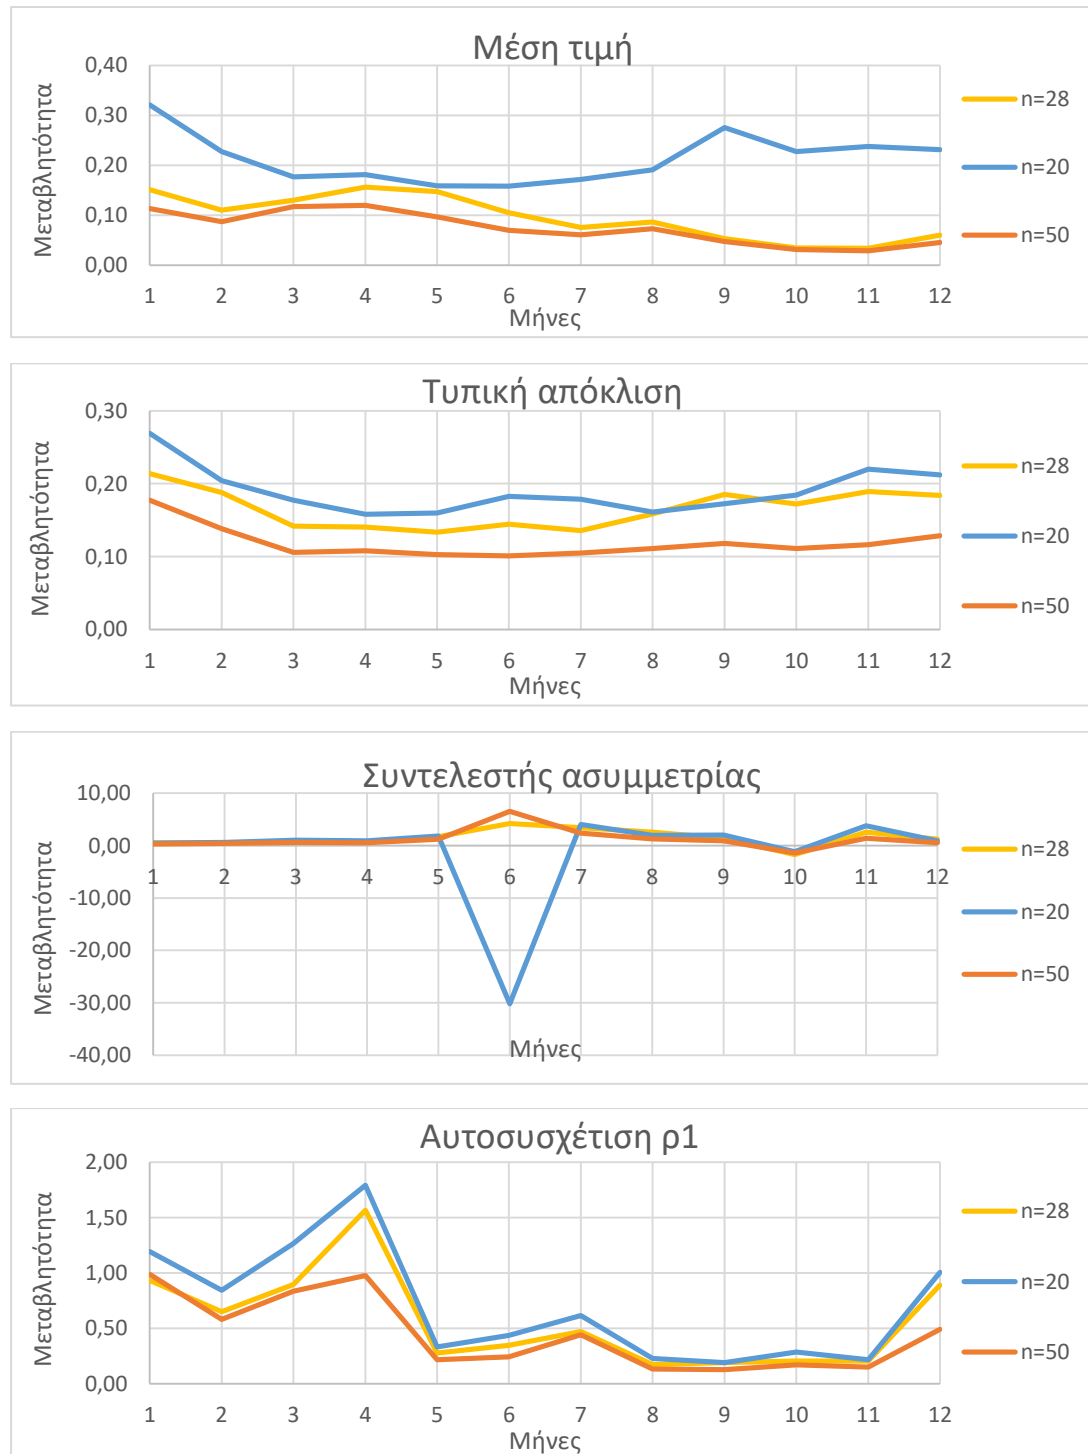 Μέση τιμή
0,40
0,30
0,20
0,10
0,00
Μεταβλητότητα
1 2 3 4 5 6 7 8 9 10 11 12
Μήνες
n=28
n=20
n=50
Τυπική απόκλιση
0,30
0,20
0,10
0,00
Μεταβλητότητα
1 2 3 4 5 6 7 8 9 10 11 12
Μήνες
n=28
n=20
n=50
Συντελεστής ασυμμετρίας
10,00
0,00
-10,00
-20,00
-30,00
-40,00
Μεταβλητότητα
1 2 3 4 5 6 7 8 9 10 11 12
Μήνες
n=28
n=20
n=50
Αυτοσυσχέτιση ρ1
2,00
1,50
1,00
0,50
0,00
Μεταβλητότητα
1 2 3 4 5 6 7 8 9 10 11 12
Μήνες
n=28
n=20
n=50